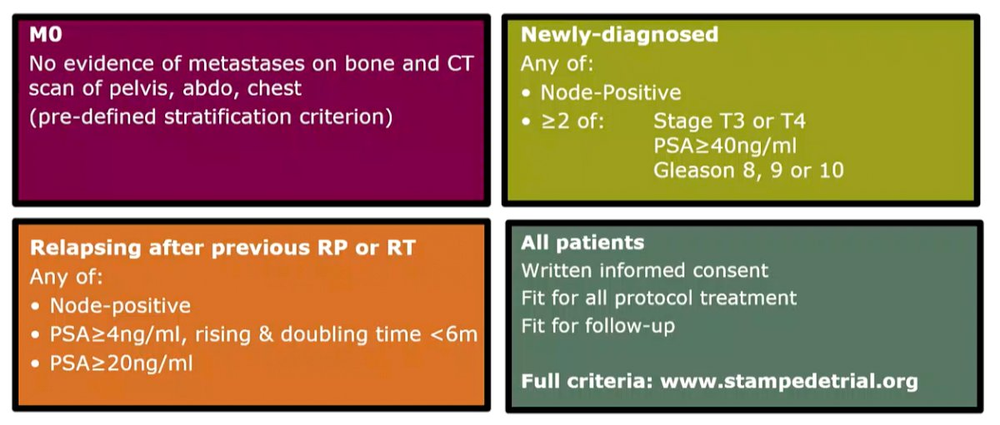 M0
No evidence of metastases on bone and CT
scan of pelvis, abdo, chest
(pre-defined stratification criterion)
Newly-diagnosed
Any of:
• Node-Positive
• ≥2 of: Stage T3 or T4
PSA≥40ng/ml
Gleason 8, 9 or 10
Relapsing after previous RP or RT
Any of:
• Node-positive
• PSA≥4ng/ml, rising & doubling time <6m
• PSA≥20ng/ml
All patients
Written informed consent
Fit for all protocol treatment
Fit for follow-up
Full criteria: www.stampedetrial.org